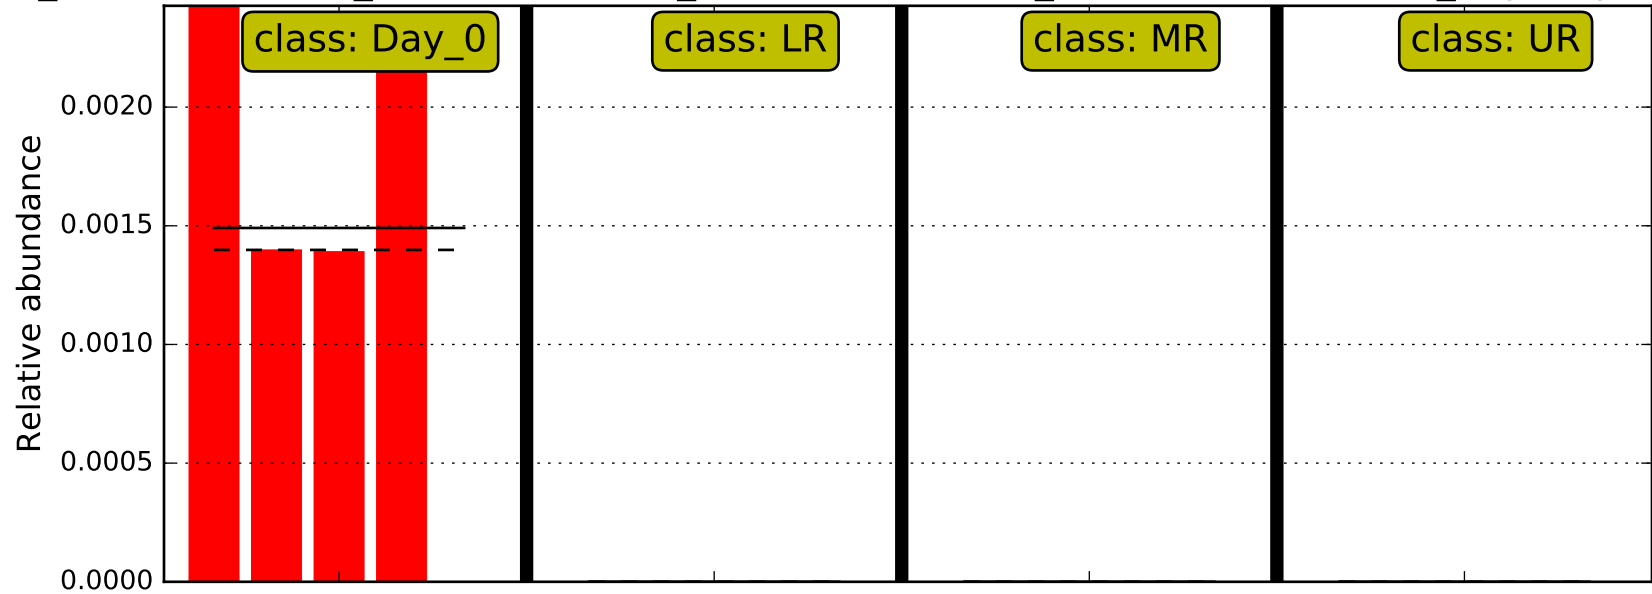 class: Day_0
class: LR
class: MR
class: UR
Relative abundance
0.0020
0.0015
0.0010
0.0005
0.0000